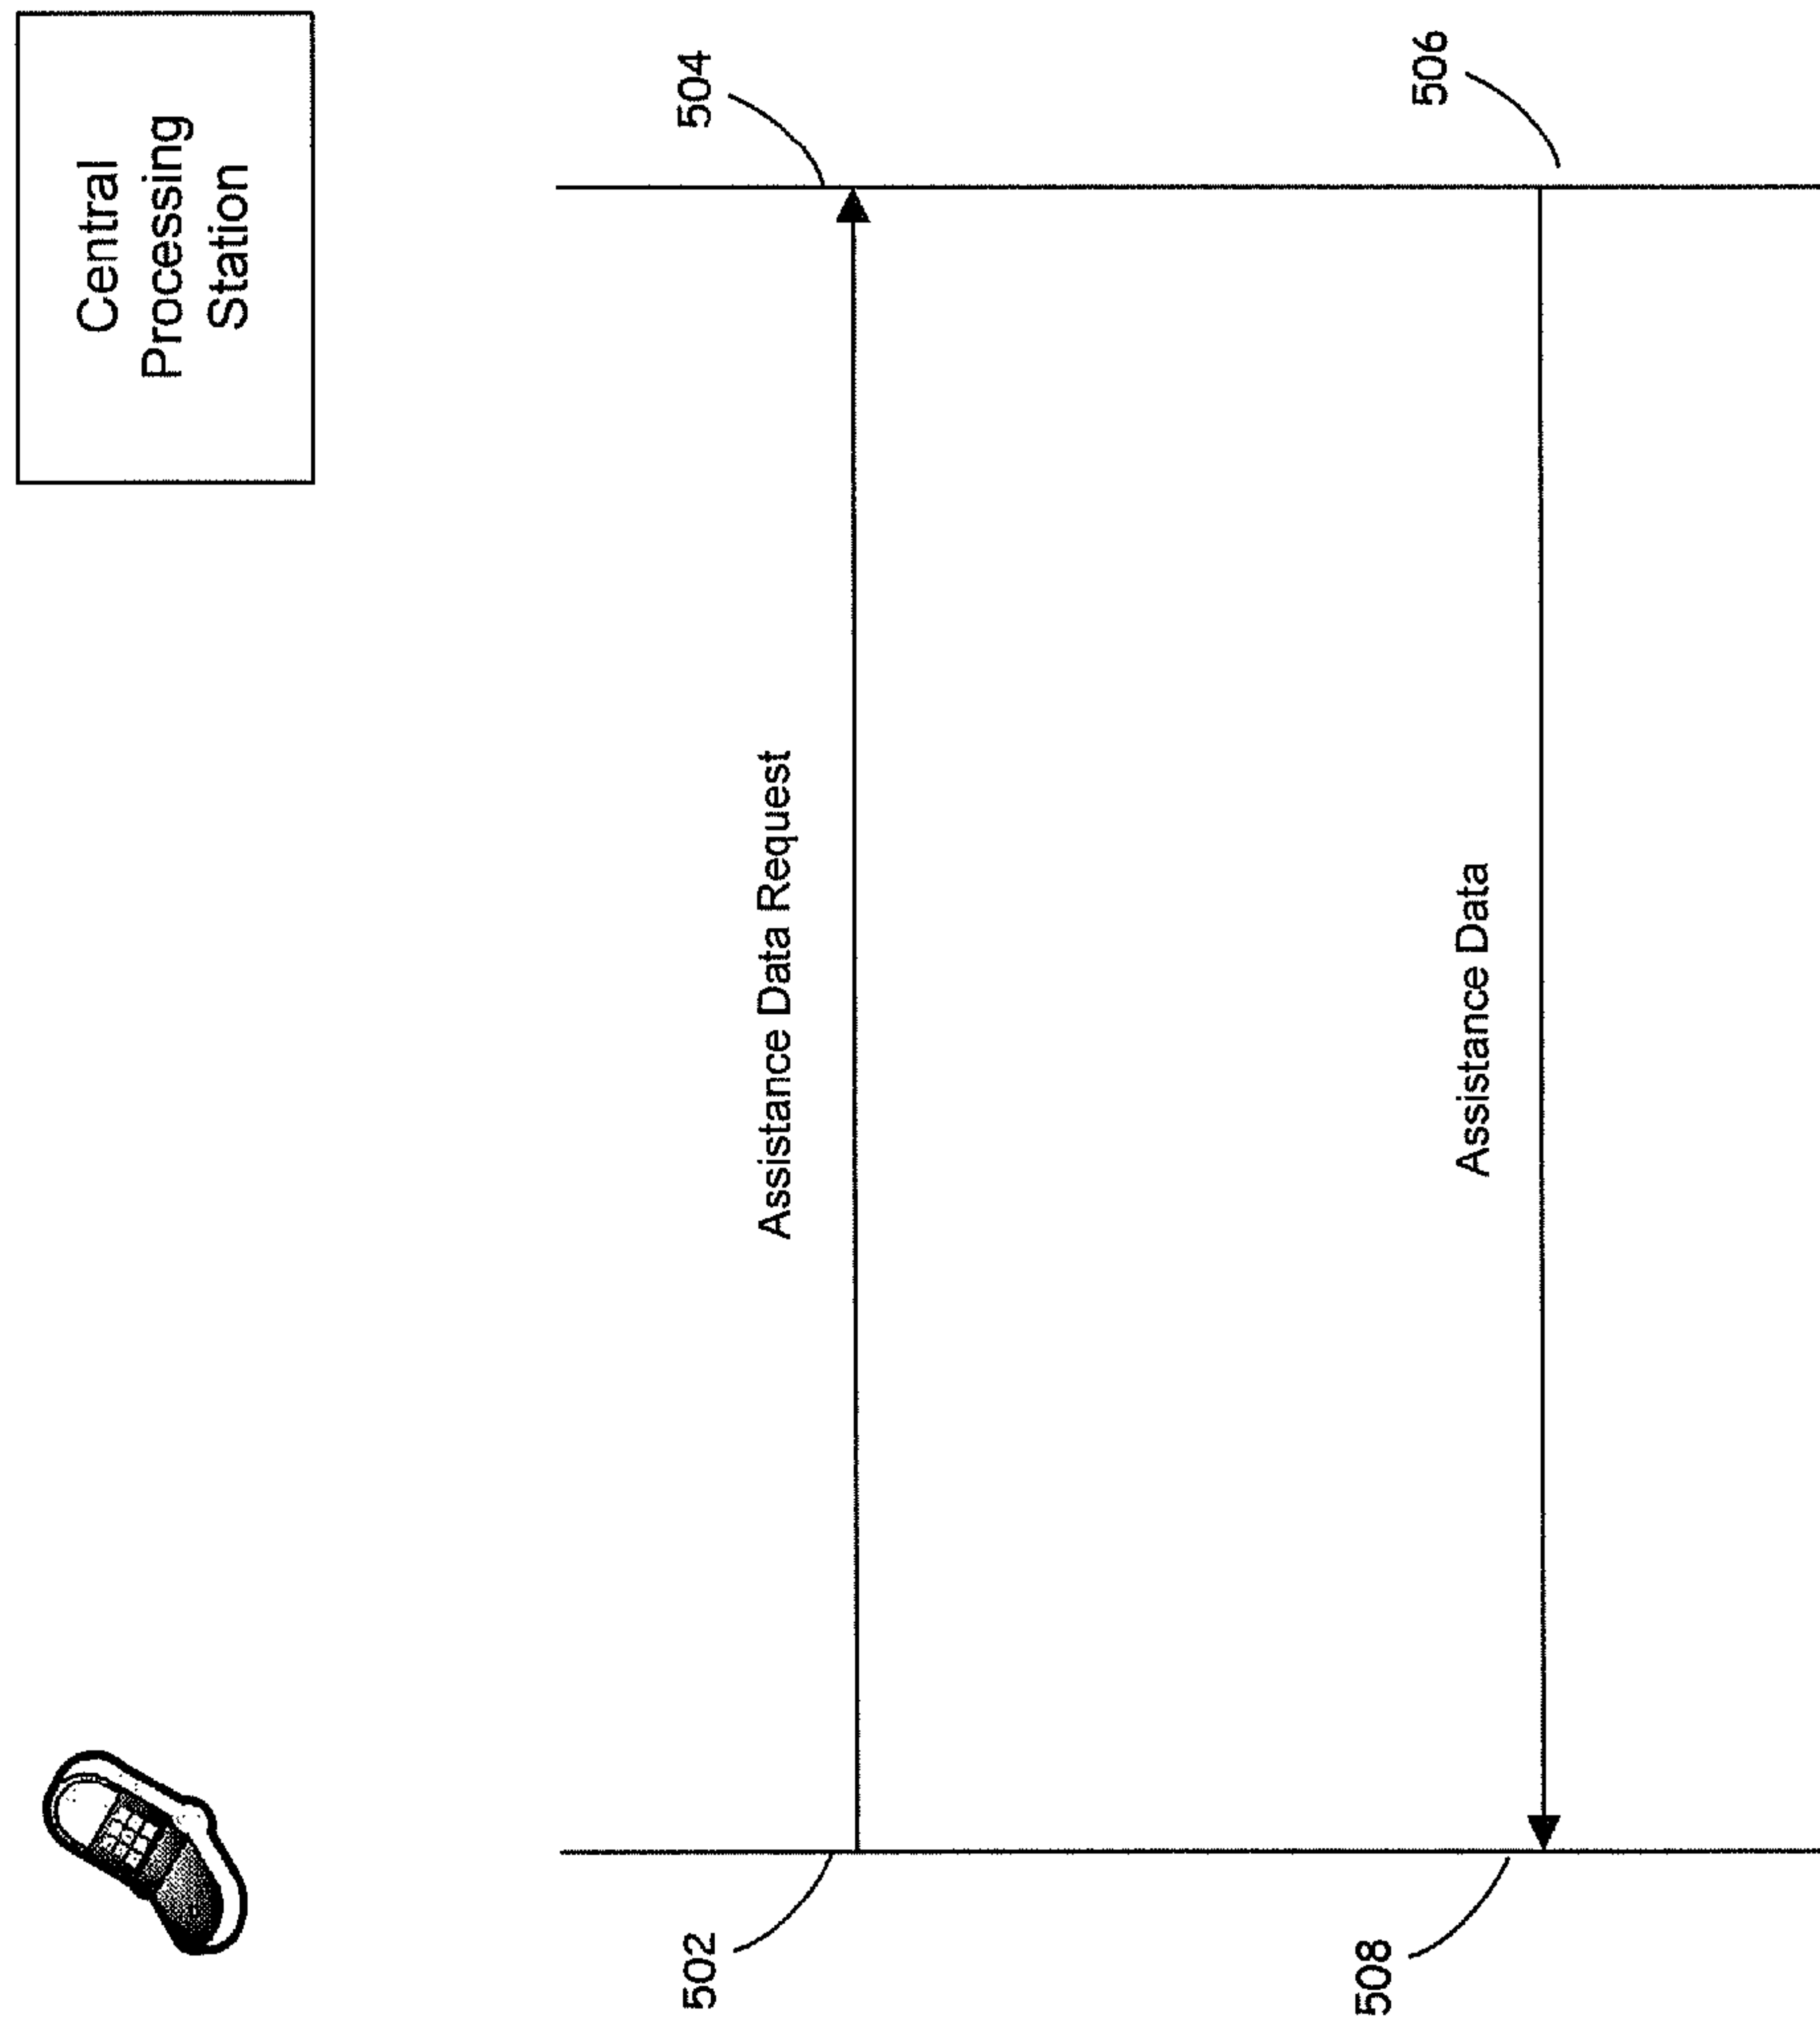 Central
Processing
Station
502
Assistance Data Request
504
508
Assistance Data
506